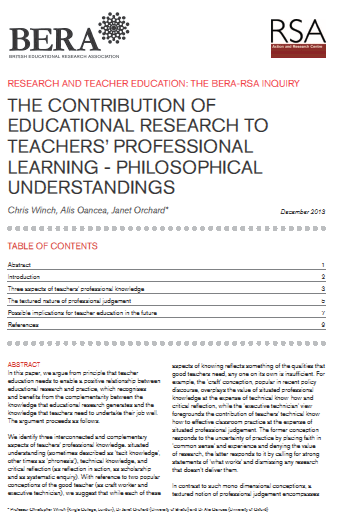 BERA
BRITISH EDUCATIONAL RESEARCH ASSOCIATION
RSA
Action and Research Centre
RESEARCH AND TEACHER EDUCATION: THE BERA-RSA INQUIRY
THE CONTRIBUTION OF
EDUCATIONAL RESEARCH TO
TEACHERS' PROFESSIONAL
LEARNING - PHILOSOPHICAL
UNDERSTANDINGS
Chris Winch, Alis Oancea, Janet Orchard*
December 2013
TABLE OF CONTENTS
Abstract 1
Introduction 2
Three aspects of teachers' professional knowledge 3
The textured nature of professional judgement 5
Possible implications for teacher education in the future 7
References 9
ABSTRACT
In this paper, we argue from principle that teacher
education needs to enable a positive relationship between
educational research and practice, which recognises
and benefits from the complementarity between the
knowledge that educational research generates and the
knowledge that teachers need to undertake their job well.
The argument proceeds as follows:
We identify three interconnected and complementary
aspects of teachers' professional knowledge: situated
understanding (sometimes described as 'tacit knowledge',
other times as 'phronesis'), technical knowledge, and
critical reflection (as reflection in action, as scholarship
and as systematic enquiry). With reference to two popular
conceptions of the good teacher (as craft worker and
executive technician), we suggest that while each of these
aspects of knowing reflects something of the qualities that
good teachers need, any one on its own is insufficient. For
example, the 'craft' conception, popular in recent policy
discourse, overplays the value of situated professional
knowledge at the expense of technical know how and
critical reflection, while the 'executive technician' view
foregrounds the contribution of teachers' technical know
how to effective classroom practice at the expense of
situated professional judgement. The former conception
responds to the uncertainty of practice by placing faith in
'common sense' and experience and denying the value
of research, the latter responds to it by calling for strong
statements of 'what works' and dismissing any research
that doesn't deliver them.
In contrast to such mono dimensional conceptions, a
textured notion of professional judgement encompasses
* Professor Christopher Winch (Kings College, London), Dr Janet Orchard (University of Bristol) and Dr Alis Oancea (University of Oxford)